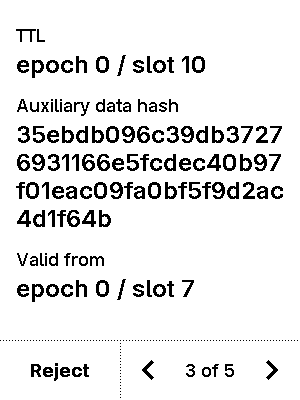 TTL
epoch 0 / slot 10
Auxiliary data hash
35ebdb096c39db3727
6931166e5fcdec40b97
f01eac09fa0bf5f9d2ac
4d1f64b
Valid from
epoch 0 / slot 7
Reject
3 of 5